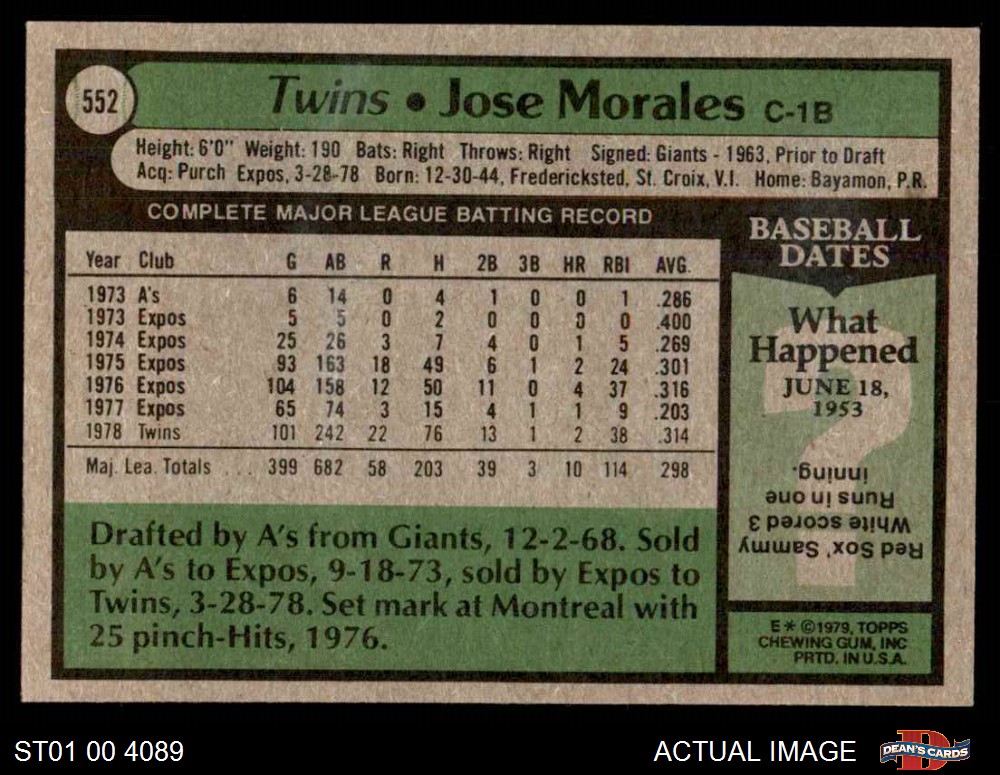 552
Twins • Jose Morales C-1B
Height: 6'0" Weight: 190 Bats: Right Throws: Right Signed: Giants - 1963, Prior to Draft
Acq: Purch Expos, 3-28-78 Born: 12-30-44, Fredericksted, St. Croix, V.I. Home: Bayamon, P.R.
COMPLETE MAJOR LEAGUE BATTING RECORD
Year Club G AB R H 2B 3B HR RBI AVG.
1973 A's 6 14 0 4 1 0 0 1 .286
1973 Expos 5 5 0 2 0 0 0 0 .400
1974 Expos 25 26 3 7 4 0 1 5 .269
1975 Expos 93 163 18 49 6 1 2 24 .301
1976 Expos 104 158 12 50 11 0 4 37 .316
1977 Expos 65 74 3 15 4 1 1 9 .203
1978 Twins 101 242 22 76 13 1 2 38 .314
Maj. Lea. Totals ... 399 682 58 203 39 3 10 114 298
Drafted by A's from Giants, 12-2-68. Sold
by A's to Expos, 9-18-73, sold by Expos to
Twins, 3-28-78. Set mark at Montreal with
25 pinch-Hits, 1976.
BASEBALL
DATES
What
Happened
JUNE 18,
1953
?
Red Sox' Sammy
White scored 3
Runs in one
inning.
E * ©1979, TOPPS
CHEWING GUM, INC
PRTD. IN U.S.A.
ST01 00 4089
ACTUAL IMAGE
D
DEAN'S CARDS